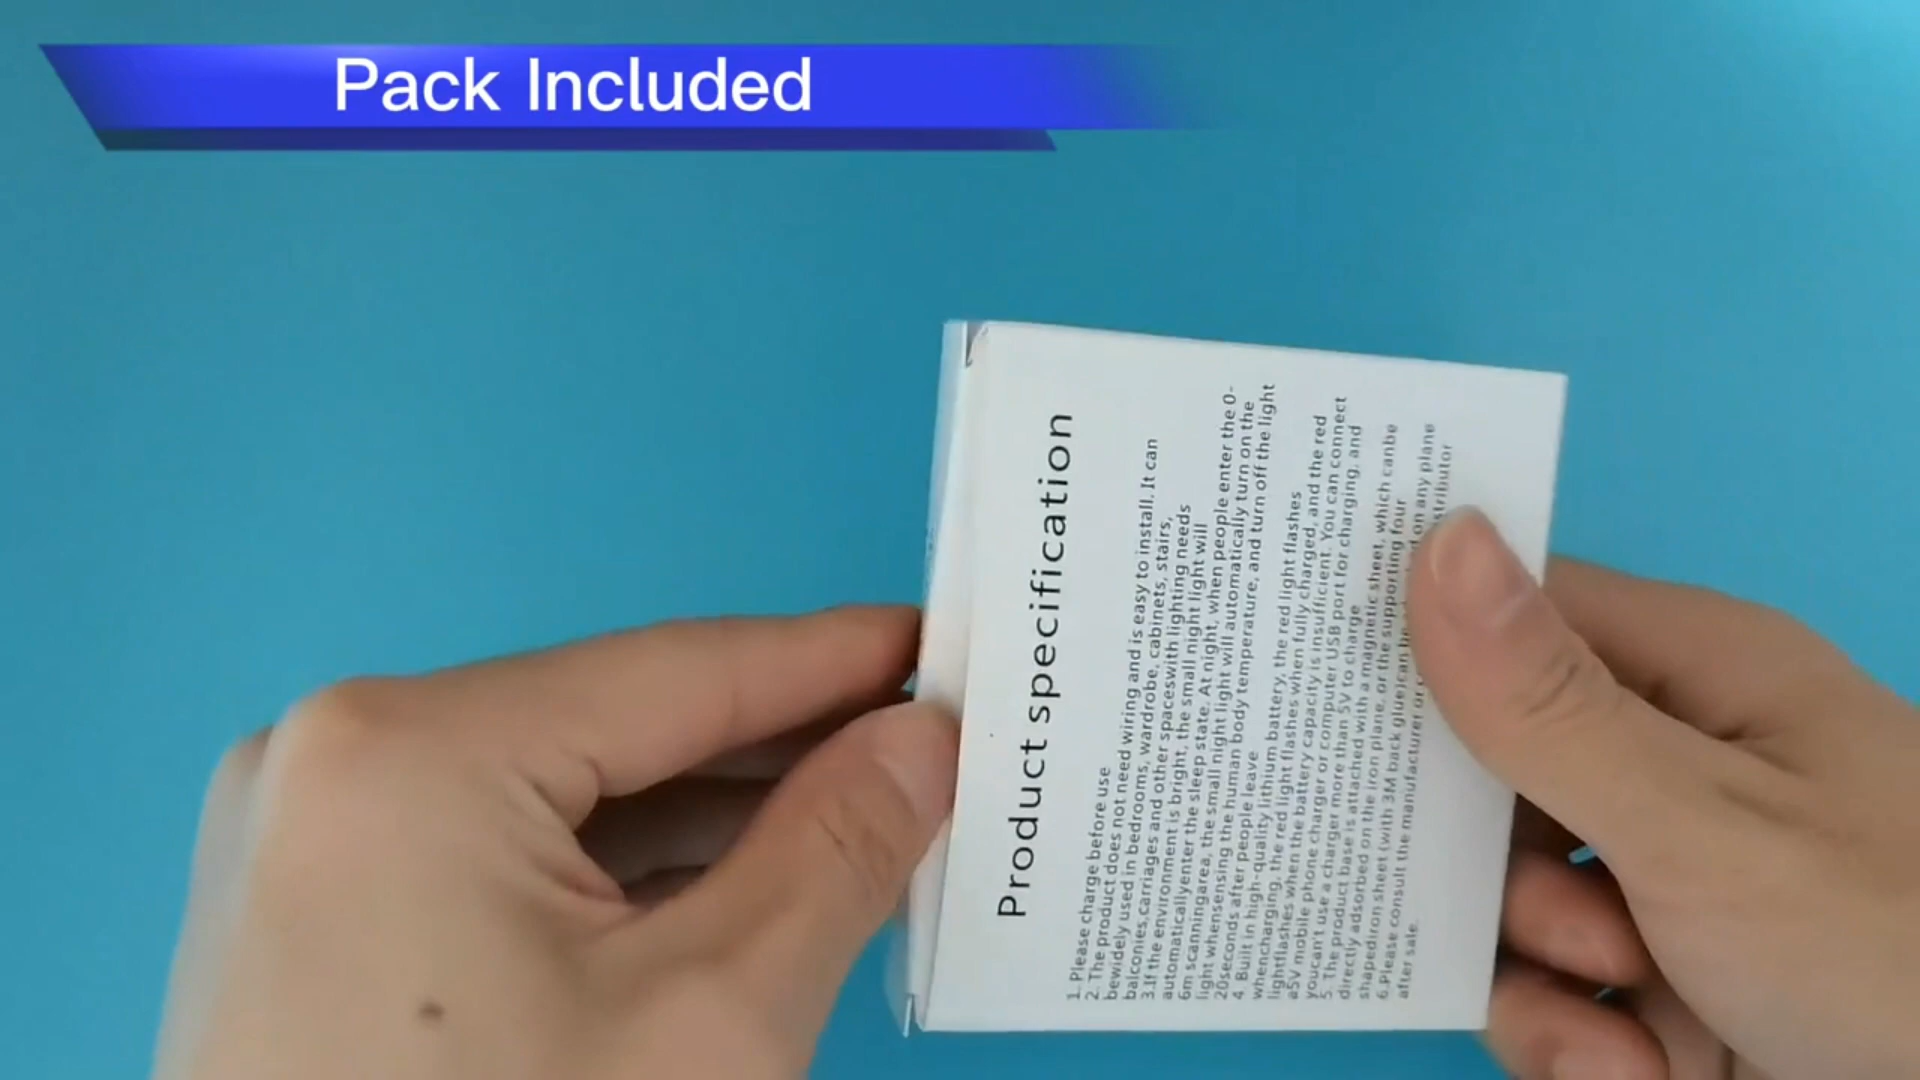 Pack Included
Product specification
1. Please charge before use
2. The product does not need wiring and is easy to install. It can
bewidely used in bedrooms, wardrobe, cabinets, stairs,
balconies,carriages and other spaceswith lighting needs
3.If the environment is bright, the small night light will
automaticallyenter the sleep state. At night, when people enter the 0-
6m scanningarea, the small night light will automatically turn on the
light whensensing the human body temperature, and turn off the light
20seconds after people leave
4. Built in high-quality lithium battery, the red light flashes
whencharging, the red light flashes when fully charged, and the red
lightflashes when the battery capacity is insufficient. You can connect
a5V mobile phone charger or computer USB port for charging, and
youcan't use a charger more than 5V to charge
5. The product base is attached with a magnetic sheet, which canbe
directly adsorbed on the iron plane, or the supporting four
shapediron sheet (with 3M back glue)can be on any plane
6.Please consult the manufacturer or
after sale.